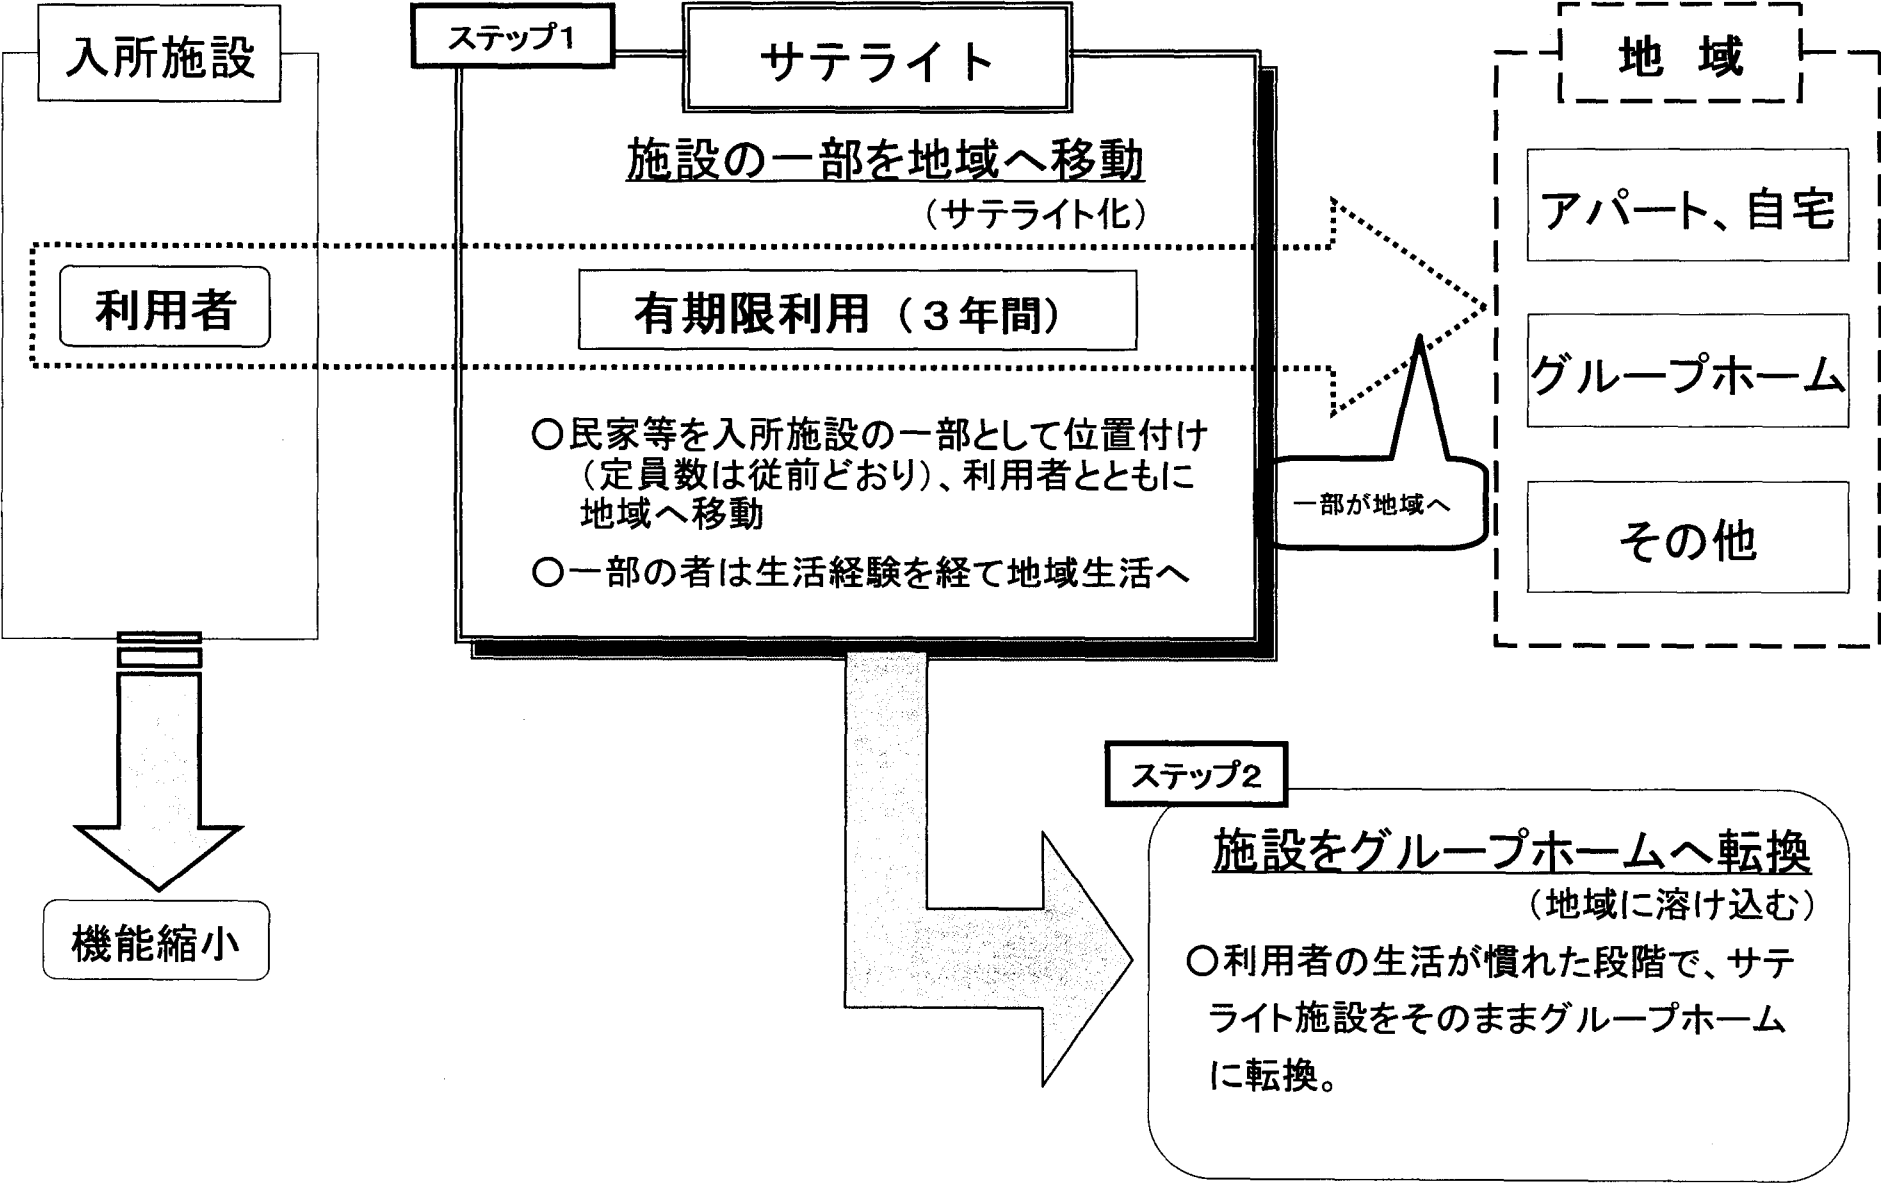 入所施設
利用者
機能縮小
ステップ1
サテライト
施設の一部を地域へ移動
（サテライト化）
有期限利用（３年間）
○民家等を入所施設の一部として位置付け
（定員数は従前どおり）、利用者とともに
地域へ移動
○一部の者は生活経験を経て地域生活へ
一部が地域へ
地 域
アパート、自宅
グループホーム
その他
ステップ2
施設をグループホームへ転換
（地域に溶け込む）
○利用者の生活が慣れた段階で、サテ
ライト施設をそのままグループホーム
に転換。